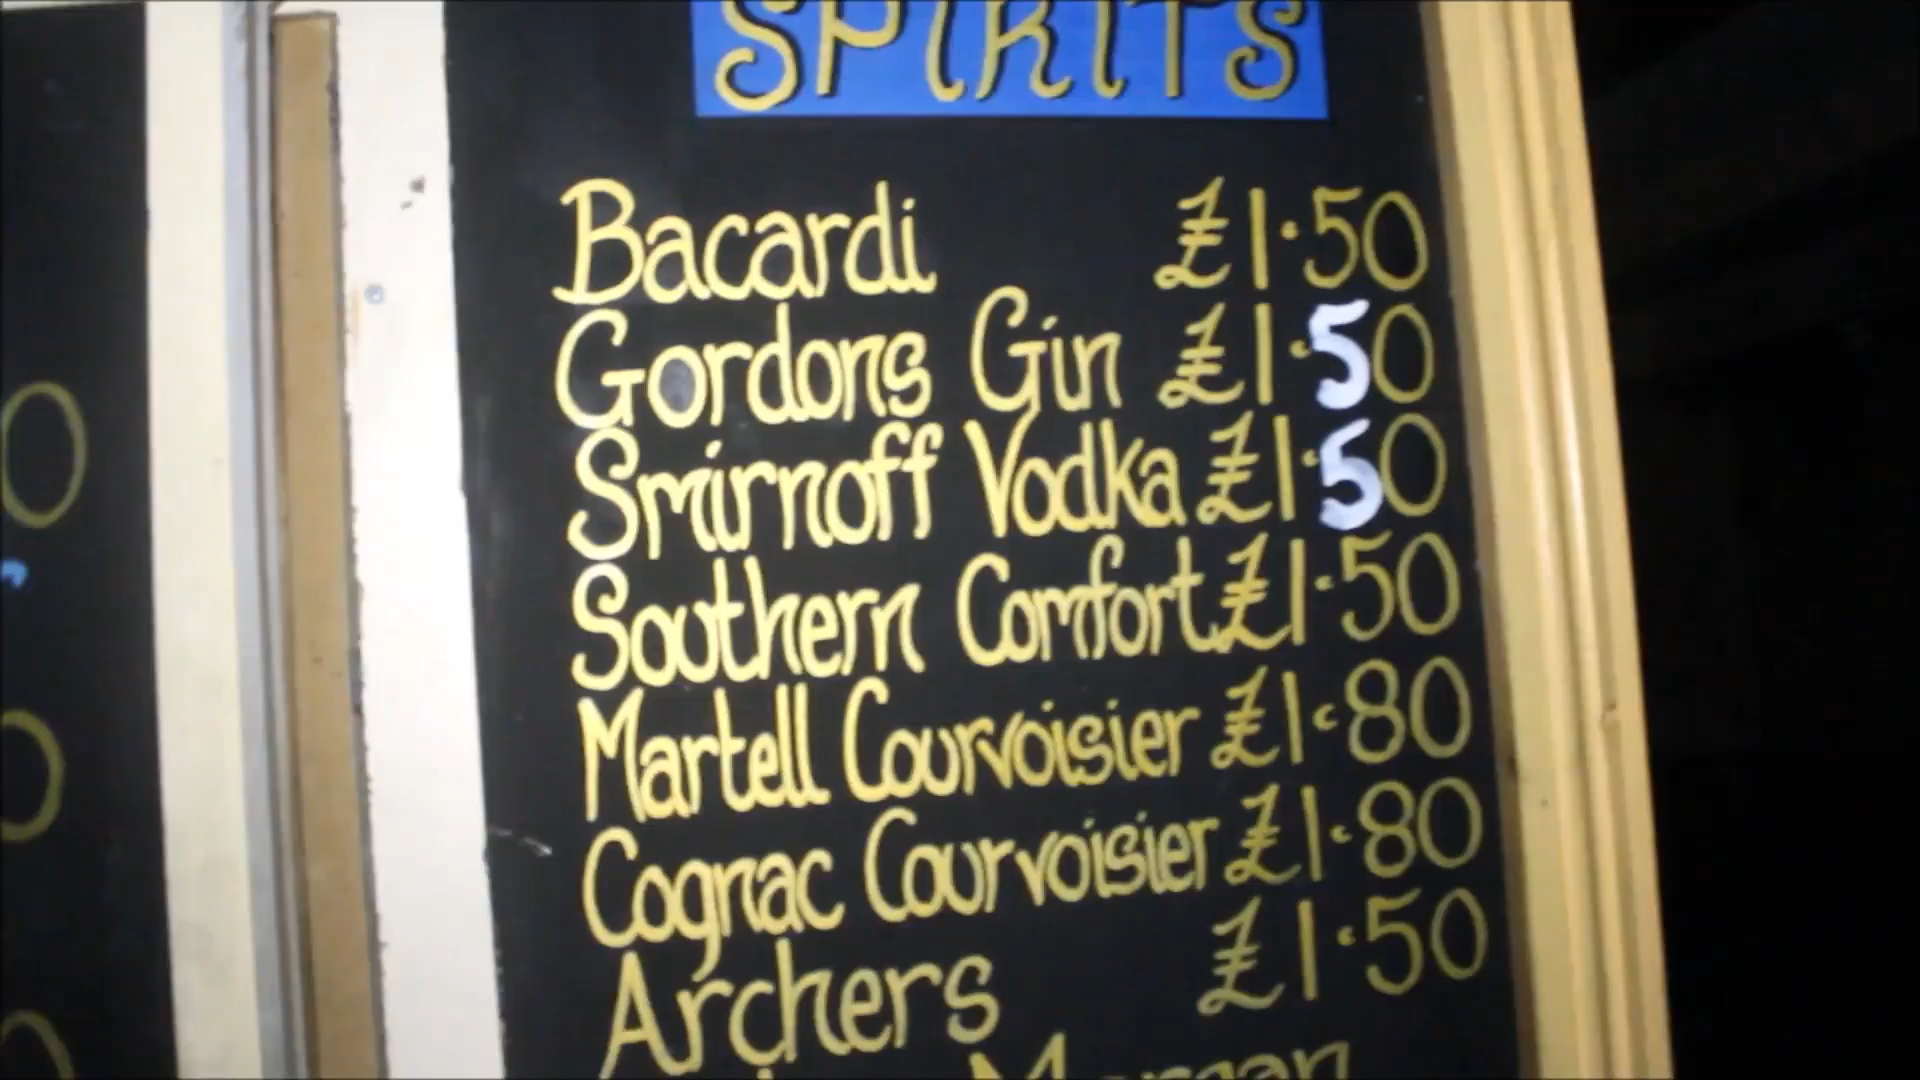 SPIRITS
Bacardi £1.50
Gordons Gin £1.50
Smirnoff Vodka £1.50
Southern Comfort £1.50
Martell Courvoisier £1.80
Cognac Courvoisier £1.80
Archers £1.50
Morgan